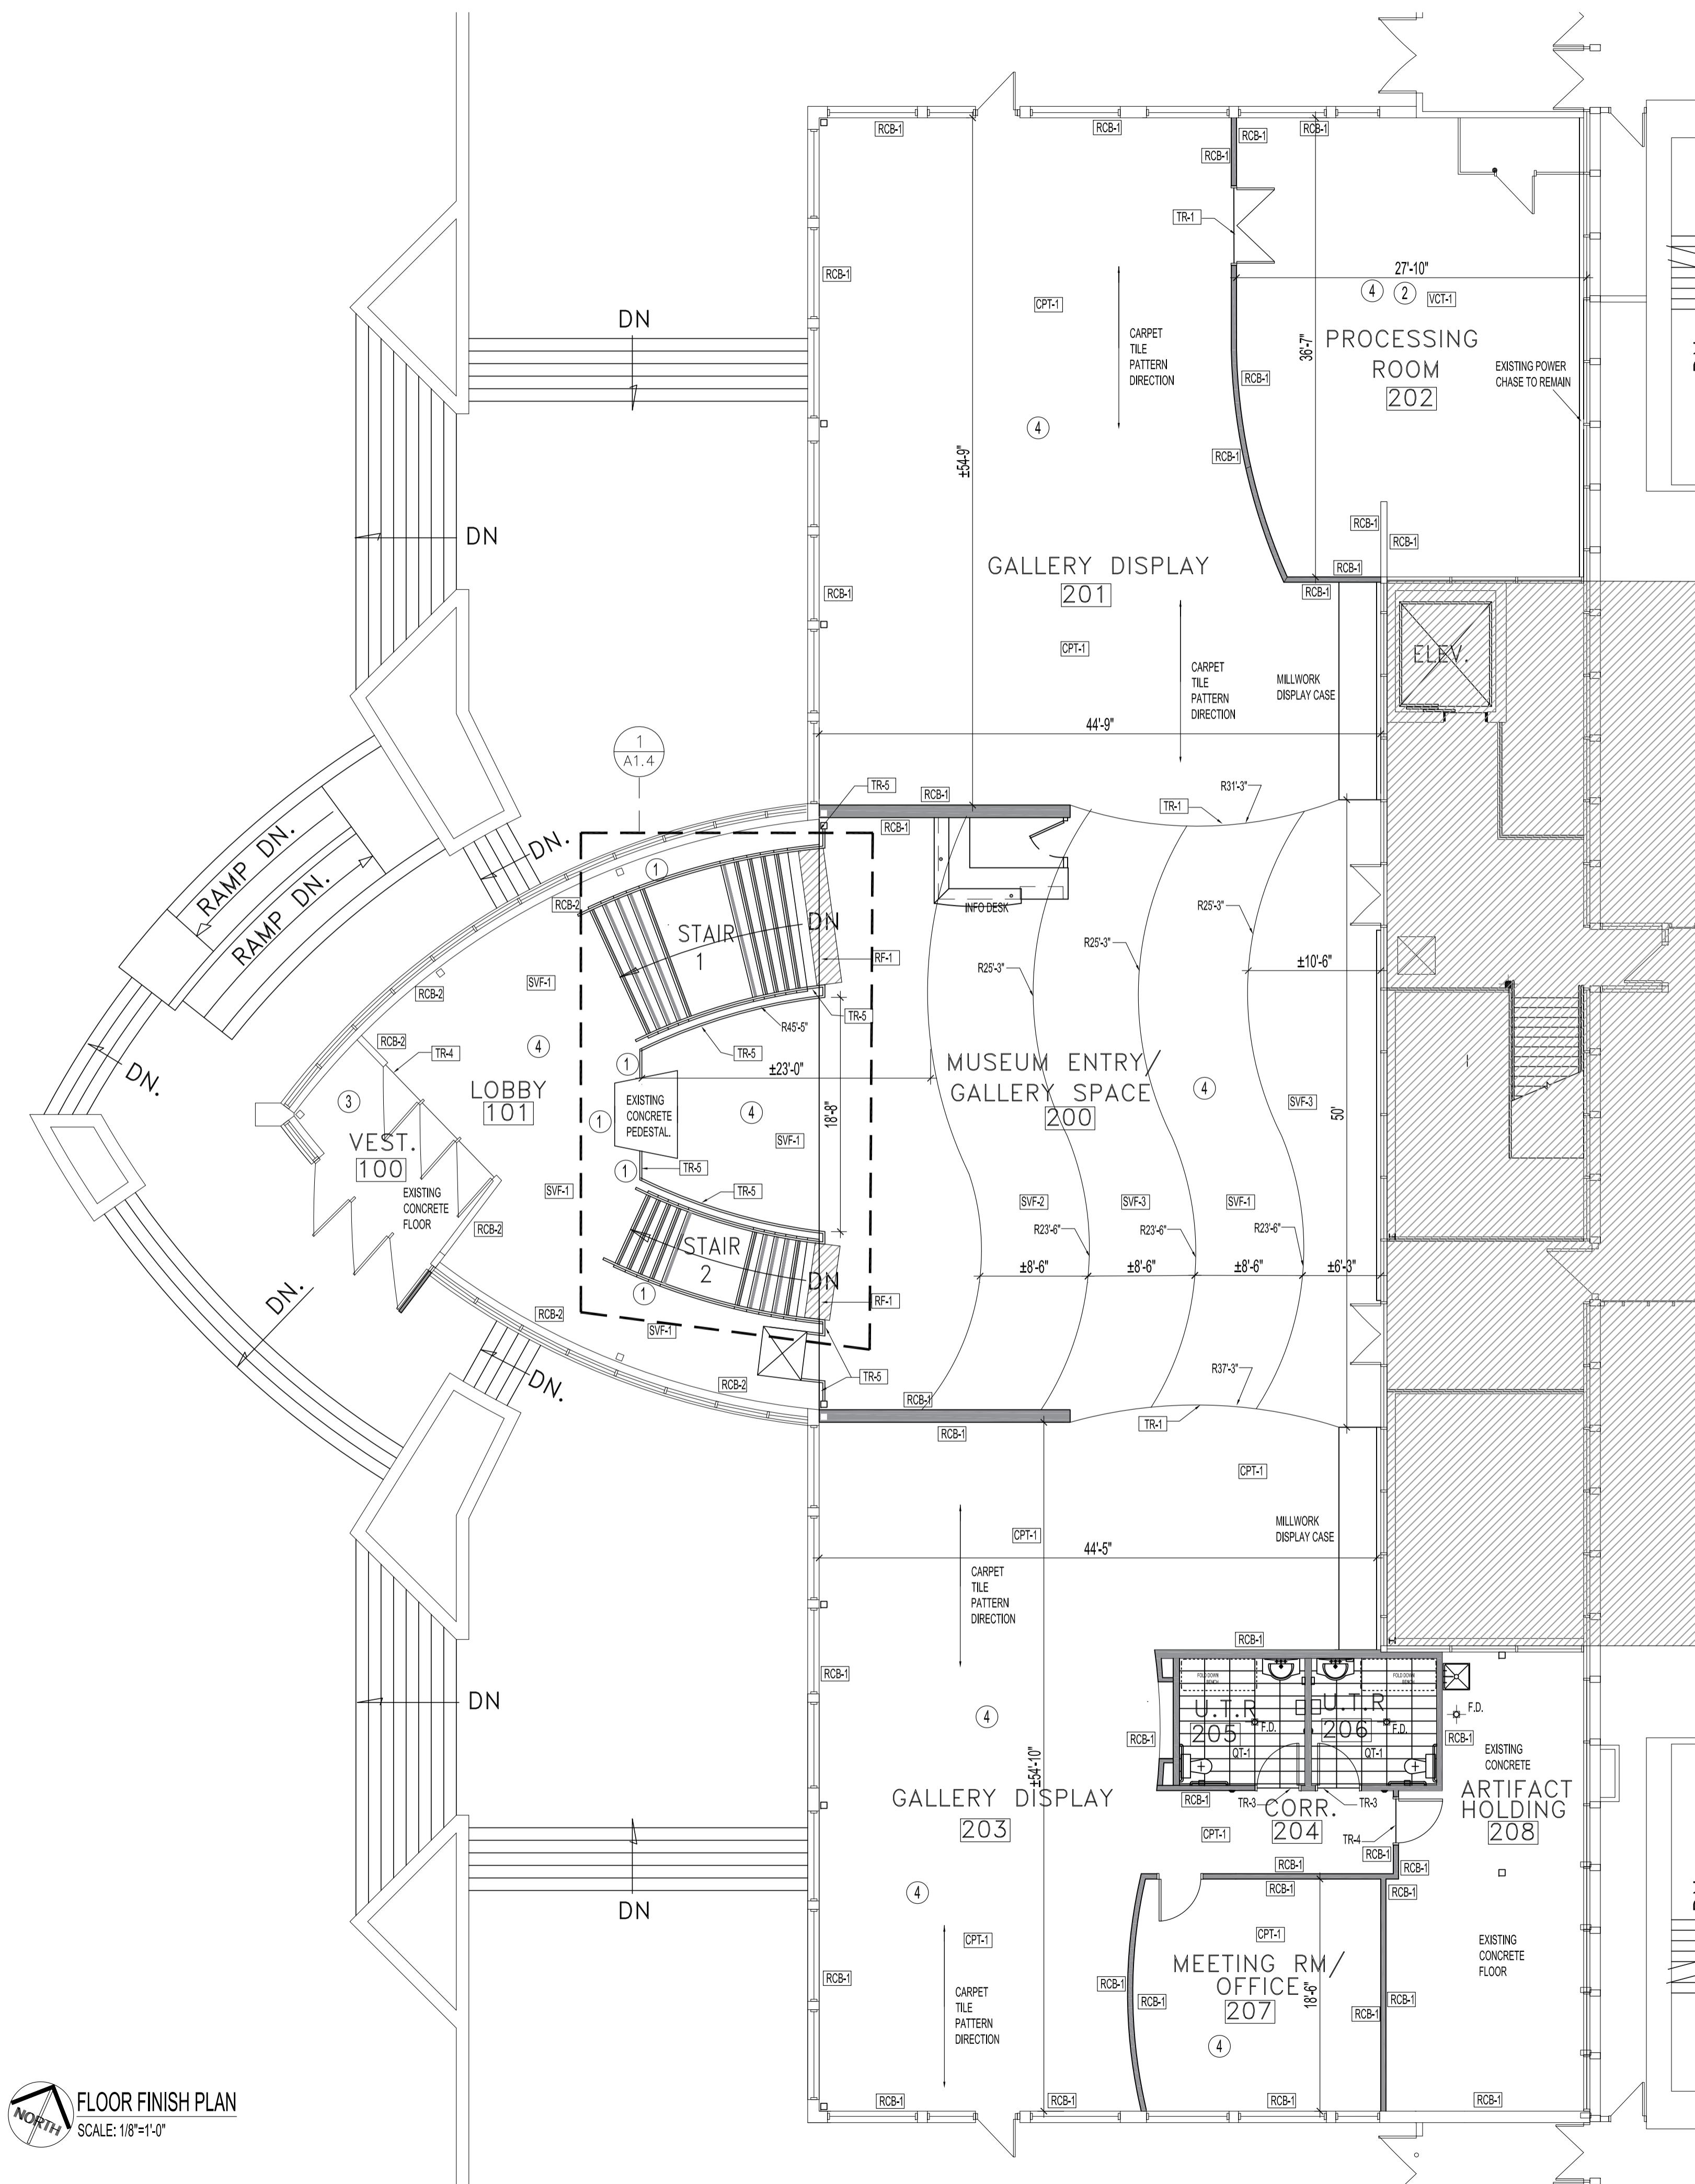 RCB-1
RCB-1
RCB-1
RCB-1
RCB-1
TR-1
RCB-1
27'-10"
4
2
VCT-1
CPT-1
DN
CARPET
TILE
PATTERN
DIRECTION
PROCESSING
ROOM
202
36'-7"
EXISTING POWER
CHASE TO REMAIN
RCB-1
4
±54'-9"
RCB-1
DN
RCB-1
RCB-1
GALLERY DISPLAY
201
RCB-1
RCB-1
RCB-1
CPT-1
ELEV.
CARPET
TILE
PATTERN
DIRECTION
MILLWORK
DISPLAY CASE
44'-9"
1
A1.4
TR-5
RCB-1
R31'-3"
TR-1
RCB-1
RAMP DN.
RAMP DN.
DN.
1
RCB-2
INFO DESK
STAIR
1
DN
R25'-3"
R25'-3"
R25'-3"
RF-1
±10'-6"
SVF-1
RCB-2
TR-5
R45'-5"
RCB-2
TR-4
4
TR-5
1
DN.
±23'-0"
MUSEUM ENTRY/
GALLERY SPACE
200
4
LOBBY
101
3
EXISTING
CONCRETE
PEDESTAL.
1
4
18'-8"
SVF-1
SVF-3
50'
VEST.
100
EXISTING
CONCRETE
FLOOR
1
TR-5
SVF-1
TR-5
SVF-2
SVF-3
SVF-1
RCB-2
R23'-6"
R23'-6"
R23'-6"
STAIR
2
DN
±8'-6"
±8'-6"
±8'-6"
±6'-3"
DN.
1
RF-1
RCB-2
SVF-1
DN.
R37'-3"
TR-5
RCB-2
RCB-1
TR-1
RCB-1
CPT-1
CPT-1
MILLWORK
DISPLAY CASE
44'-5"
CARPET
TILE
PATTERN
DIRECTION
RCB-1
RCB-1
FOLD DOWN
BENCH
FOLD DOWN
BENCH
DN
4
U.T.R
205
F.D.
U.T.R
206
F.D.
F.D.
RCB-1
RCB-1
QT-1
QT-1
EXISTING
CONCRETE
±54'-10"
GALLERY DISPLAY
203
RCB-1
TR-3
TR-3
CORR.
204
ARTIFACT
HOLDING
208
CPT-1
TR-4
RCB-1
RCB-1
RCB-1
4
RCB-1
RCB-1
DN
CPT-1
CPT-1
EXISTING
CONCRETE
FLOOR
MEETING RM/
OFFICE
207
18'-6"
RCB-1
RCB-1
RCB-1
RCB-1
RCB-1
CARPET
TILE
PATTERN
DIRECTION
4
RCB-1
RCB-1
RCB-1
RCB-1
NORTH
FLOOR FINISH PLAN
SCALE: 1/8"=1'-0"